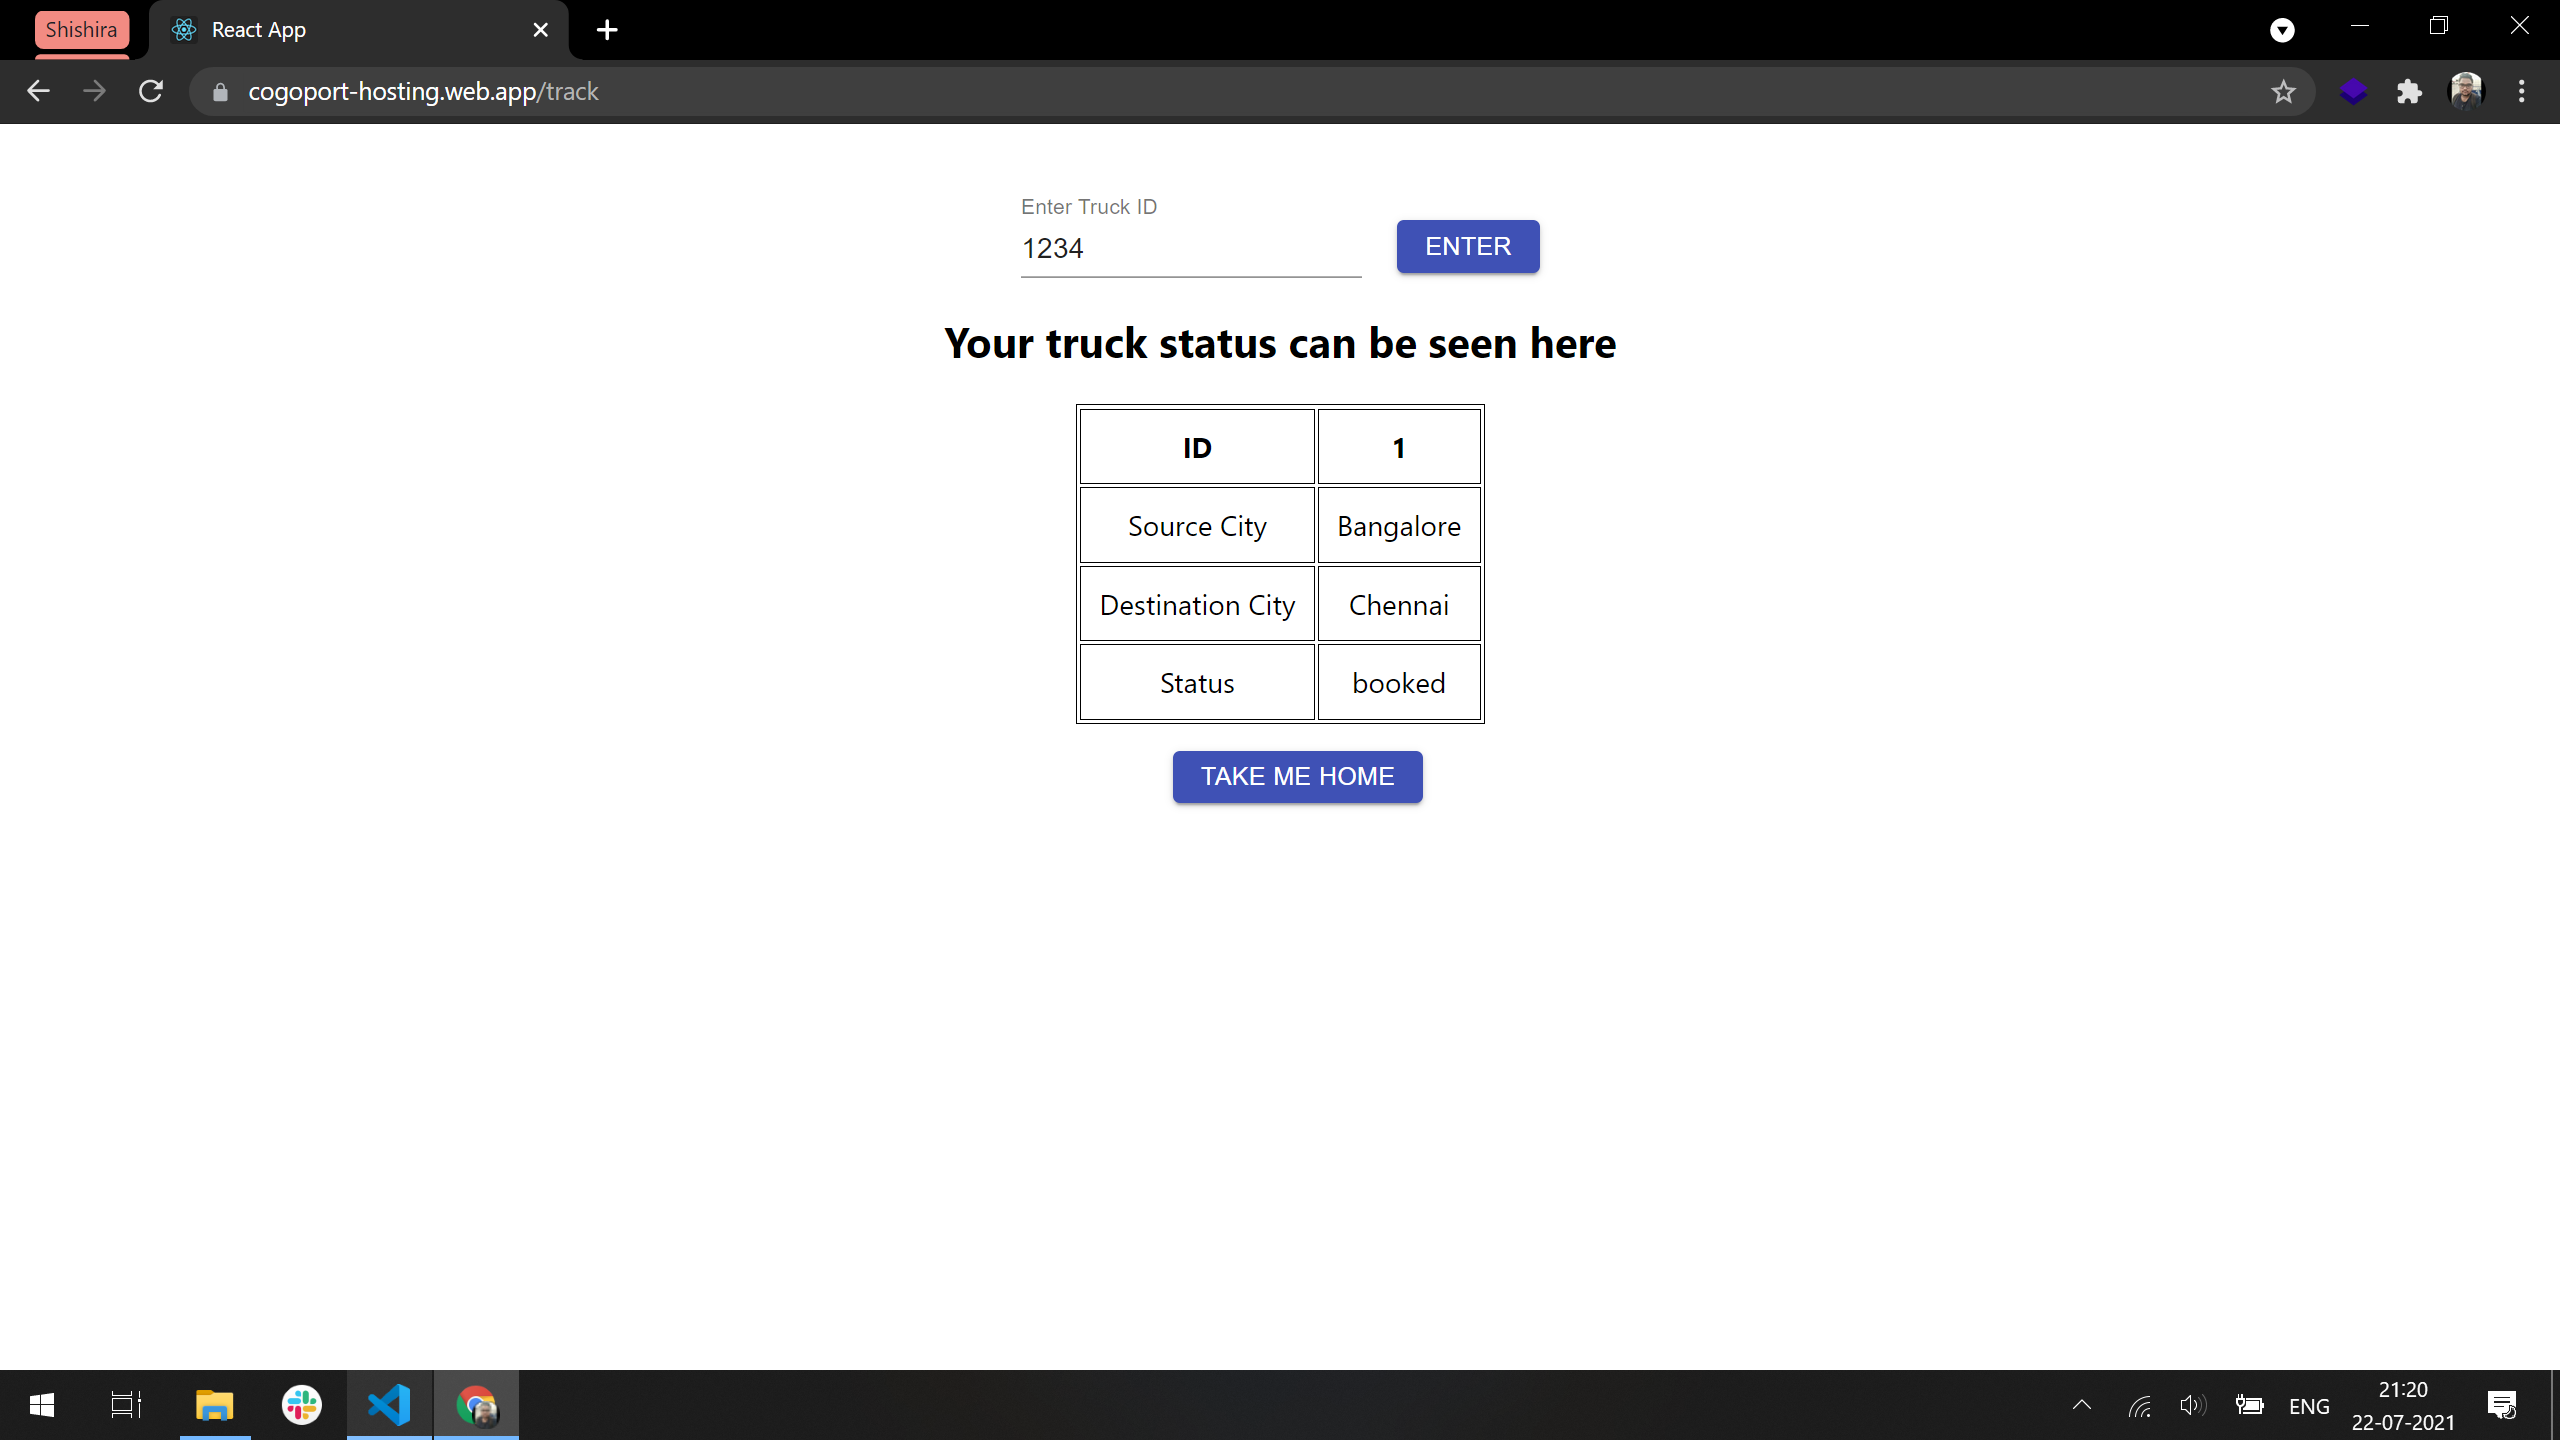 Shishira
React App
cogoport-hosting.web.app/track
Enter Truck ID
1234
ENTER
Your truck status can be seen here
ID 1
Source City Bangalore
Destination City Chennai
Status booked
TAKE ME HOME
ENG
21:20
22-07-2021